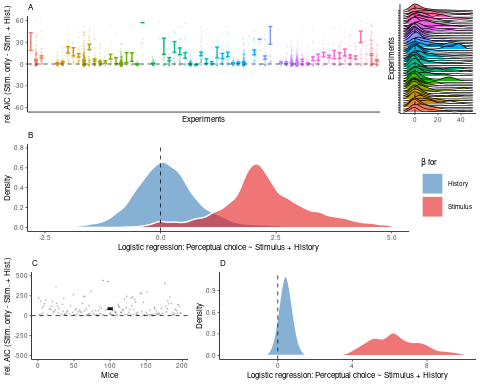 A
rel. AIC (Stim. only - Stim. + Hist.)
60
30
0
-30
-60
Experiments
Experiments
0 20 40
B
Density
0.8
0.6
0.4
0.2
0.0
-2.5 0.0 2.5 5.0
Logistic regression: Perceptual choice ~ Stimulus + History
β for
History
Stimulus
C
rel. AIC (Stim. only - Stim. + Hist.)
500
250
0
-250
-500
0 50 100 150 200
Mice
D
Density
0.9
0.6
0.3
0.0
0 4 8
Logistic regression: Perceptual choice ~ Stimulus + History